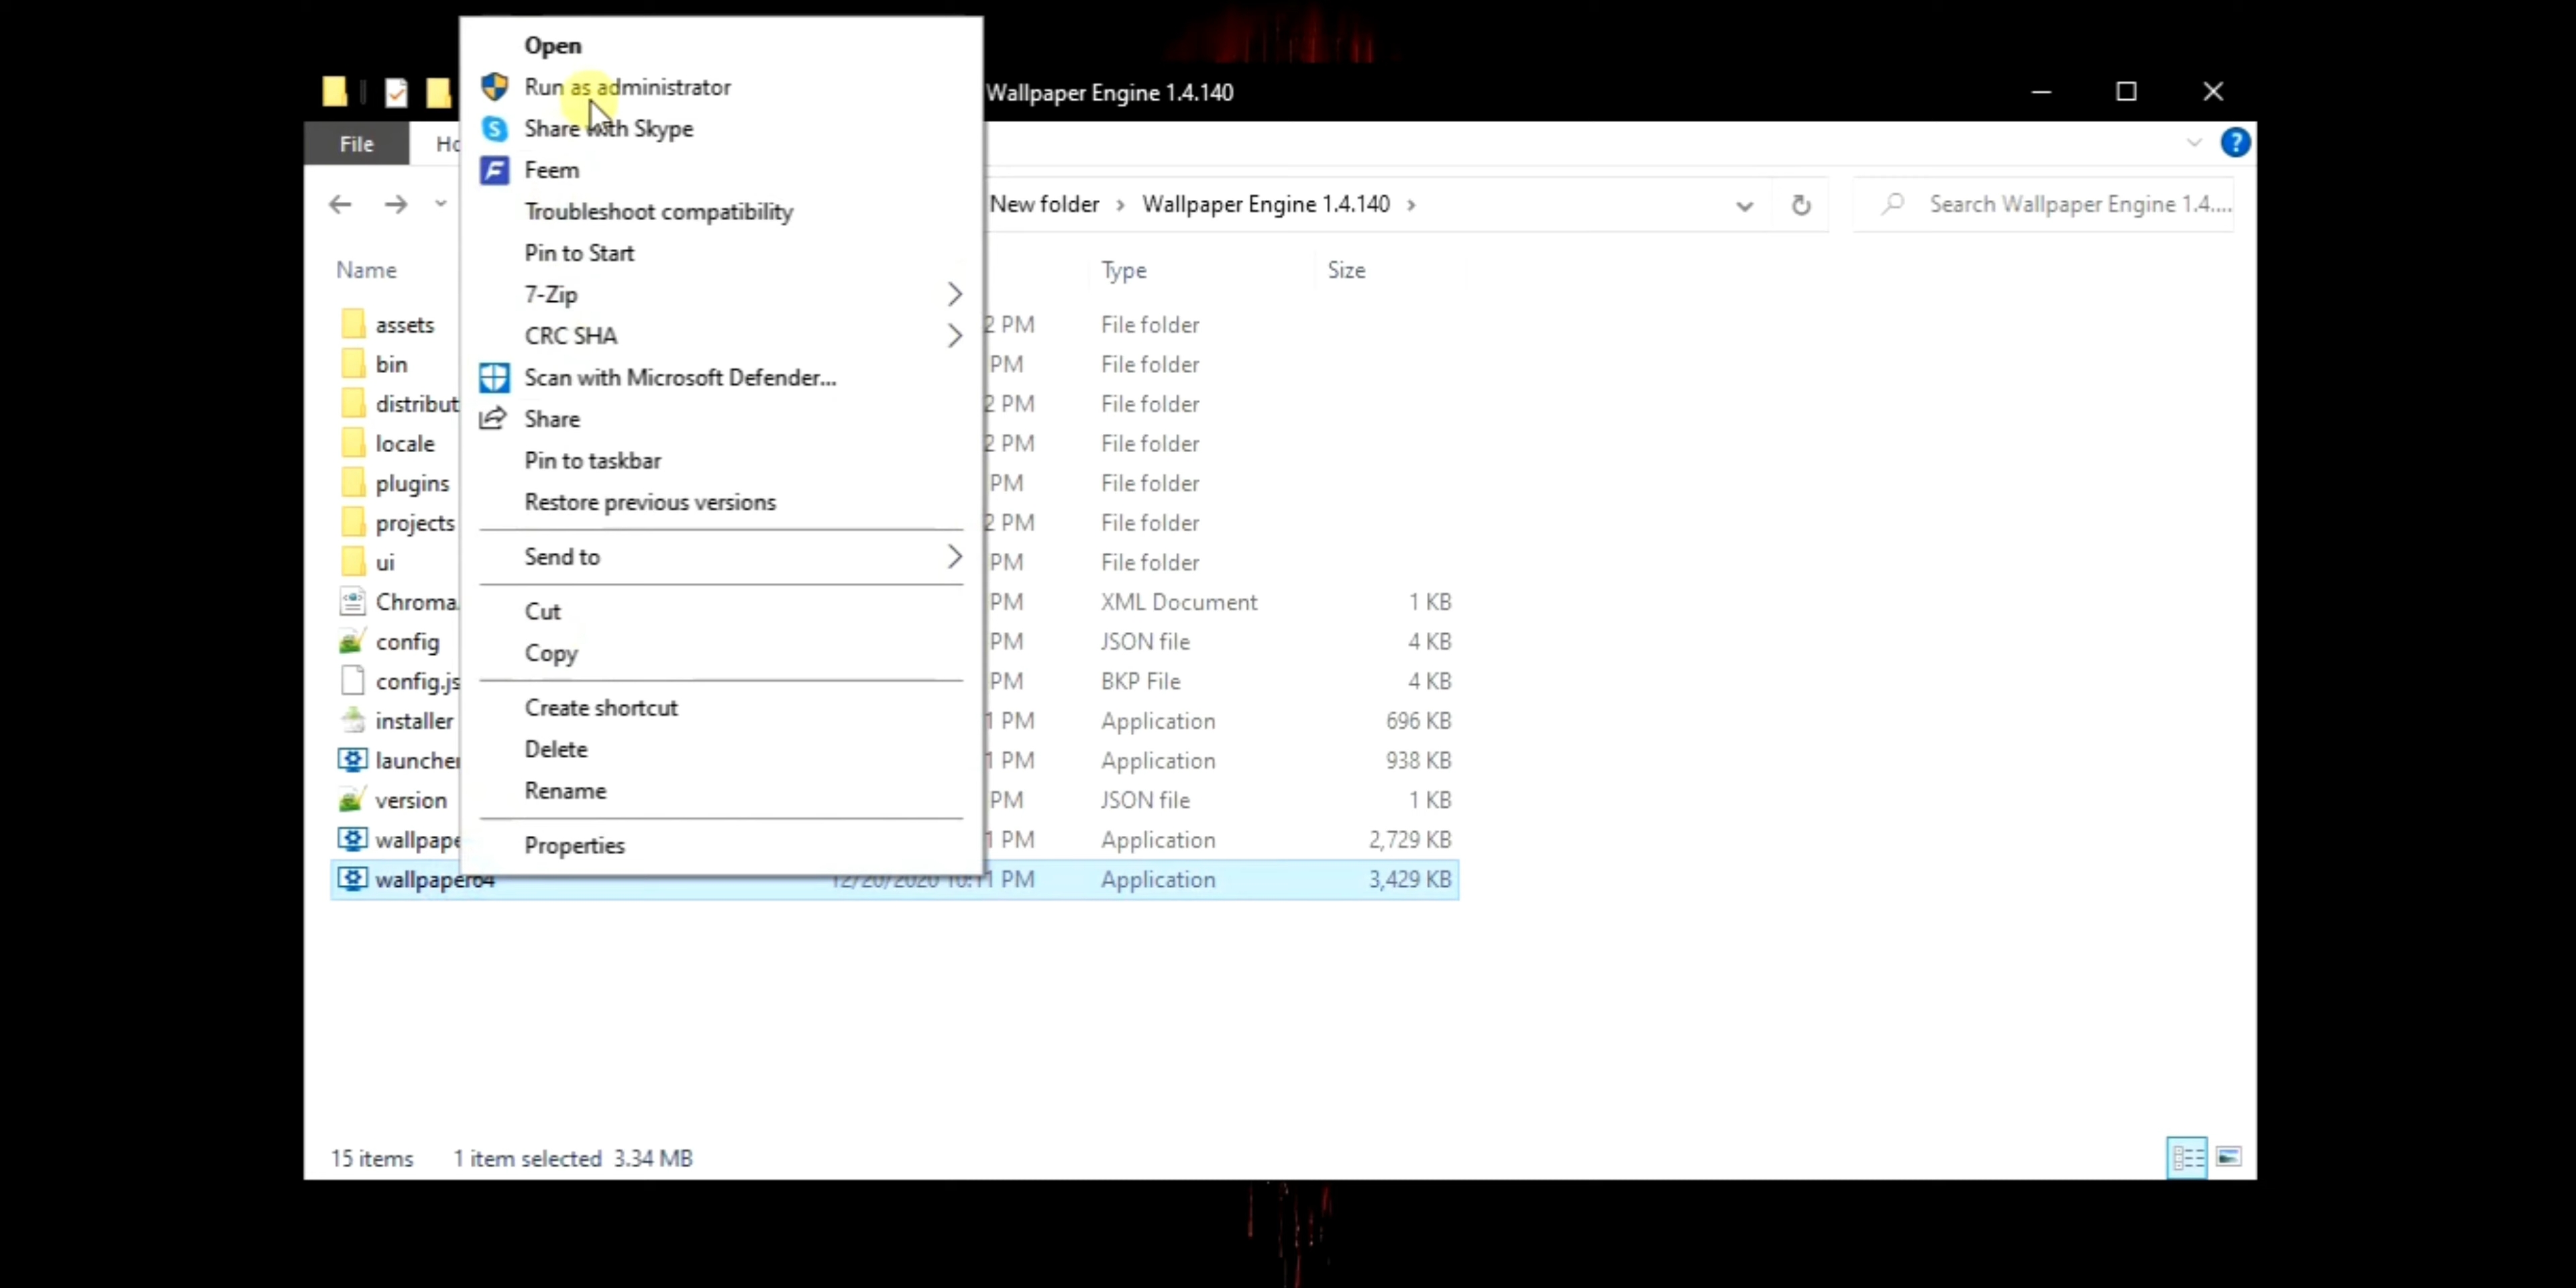 Wallpaper Engine 1.4.140
File
New folder > Wallpaper Engine 1.4.140 >
Search Wallpaper Engine 1.4....
Open
Run as administrator
Share with Skype
Feem
Troubleshoot compatibility
Pin to Start
7-Zip
CRC SHA
Scan with Microsoft Defender...
Share
Pin to taskbar
Restore previous versions
Send to
Cut
Copy
Create shortcut
Delete
Rename
Properties
Name Type Size
assets 2 PM File folder
bin PM File folder
distribut 2 PM File folder
locale 2 PM File folder
plugins PM File folder
projects 2 PM File folder
ui PM File folder
Chroma. PM XML Document 1 KB
config PM JSON file 4 KB
config.js PM BKP File 4 KB
installer 1 PM Application 696 KB
launcher 1 PM Application 938 KB
version PM JSON file 1 KB
wallpape 1 PM Application 2,729 KB
wallpaper64 12/20/2020 10:11 PM Application 3,429 KB
15 items 1 item selected 3.34 MB